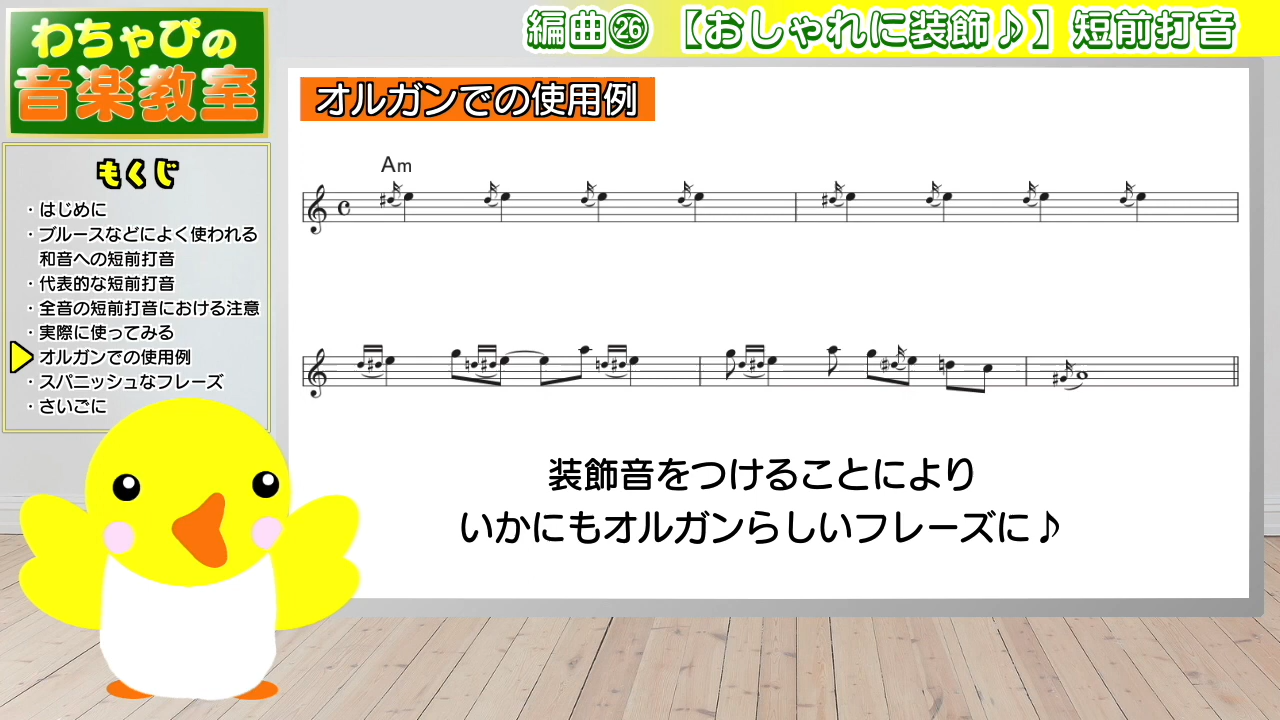 わちゃぴの
音楽教室
編曲㉖ 【おしゃれに装飾♪】短前打音
もくじ
・はじめに
・ブルースなどによく使われる
和音への短前打音
・代表的な短前打音
・全音の短前打音における注意
・実際に使ってみる
・オルガンでの使用例
・スパニッシュなフレーズ
・さいごに
オルガンでの使用例
Am
装飾音をつけることにより
いかにもオルガンらしいフレーズに♪